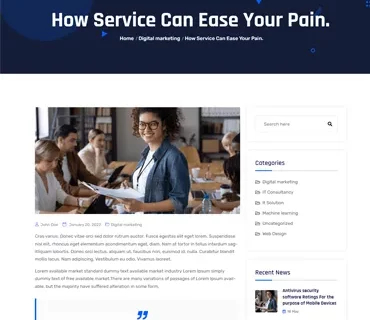 How Service Can Ease Your Pain.
Home / Digital marketing / How Service Can Ease Your Pain.
Search here
John Doe January 20, 2023 Digital marketing
Cras varius. Donec vitae orci sed dolor rutrum auctor. Fusce egestas elit eget lorem. Suspendisse
nisl elit, rhoncus eget elementum acondimentum eget, diam. Nam at tortor in tellus interdum sag-
Aliquam lobortis. Donec orci lectus, aliquam ut, faucibus non, euismod id, nulla. Curabitur blandit
mollis lacus. Nam adipiscing. Vestibulum eu odio. Vivamus laoreet.
Lorem available market standard dummy text available market industry Lorem Ipsum simply
dummy text of free available market.There are many variations of passages of Lorem Ipsum
available, but the majority have suffered alteration in some form.
Categories
Digital marketing
IT Consultancy
It Solution
Machine learning
Uncategorized
Web Design
Recent News
Antivirus security
software Ratings For the
purpose of Mobile Devices!